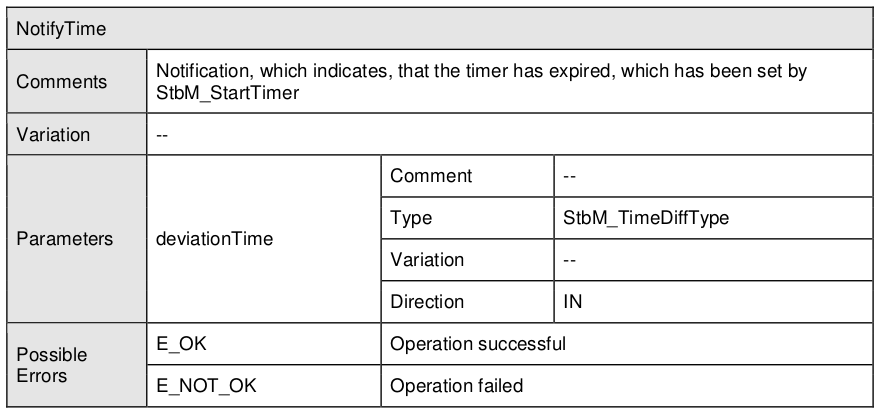 NotifyTime
Comments
Notification, which indicates, that the timer has expired, which has been set by
StbM_StartTimer
Variation
--
Parameters
deviationTime
Comment
--
Type
StbM_TimeDiffType
Variation
--
Direction
IN
Possible
Errors
E_OK
Operation successful
E_NOT_OK
Operation failed